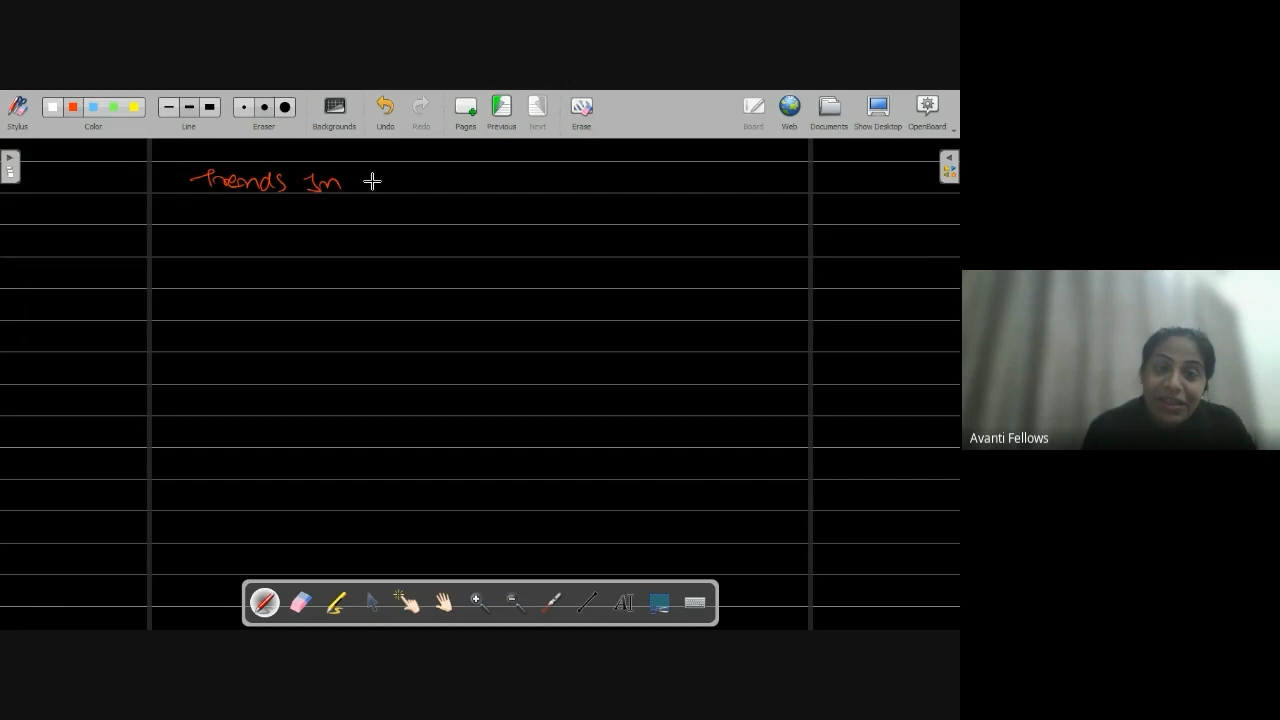 Stylus Color Line Eraser Backgrounds Undo Redo Pages Previous Next Erase Board Web Documents Show Desktop OpenBoard
Trends In
AI
Avanti Fellows